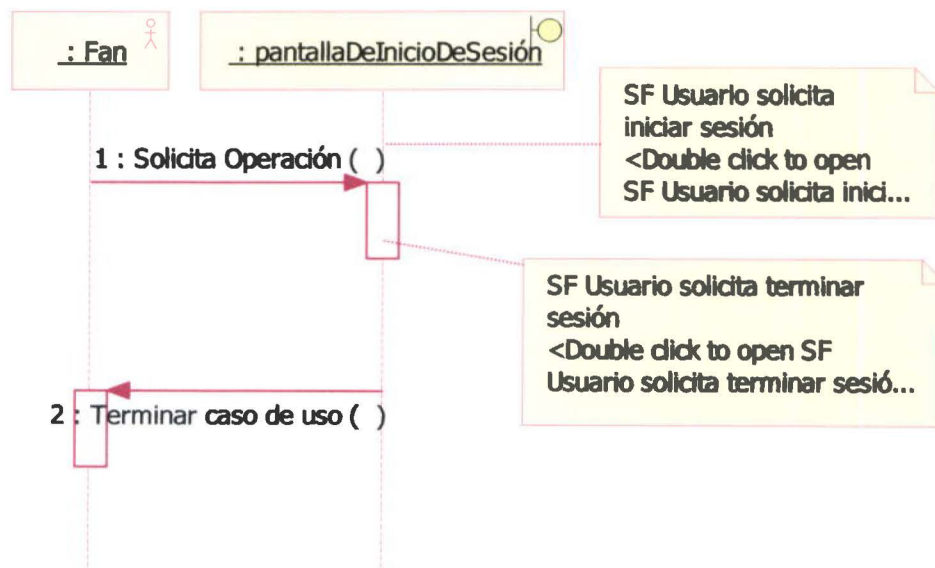 : Fan
: pantallaDeInicioDeSesión
SF Usuario solicita
iniciar sesión
<Double click to open
SF Usuario solicita inici...
1 : Solicita Operación ( )
SF Usuario solicita terminar
sesión
<Double click to open SF
Usuario solicita terminar sesió...
2 : Terminar caso de uso ( )